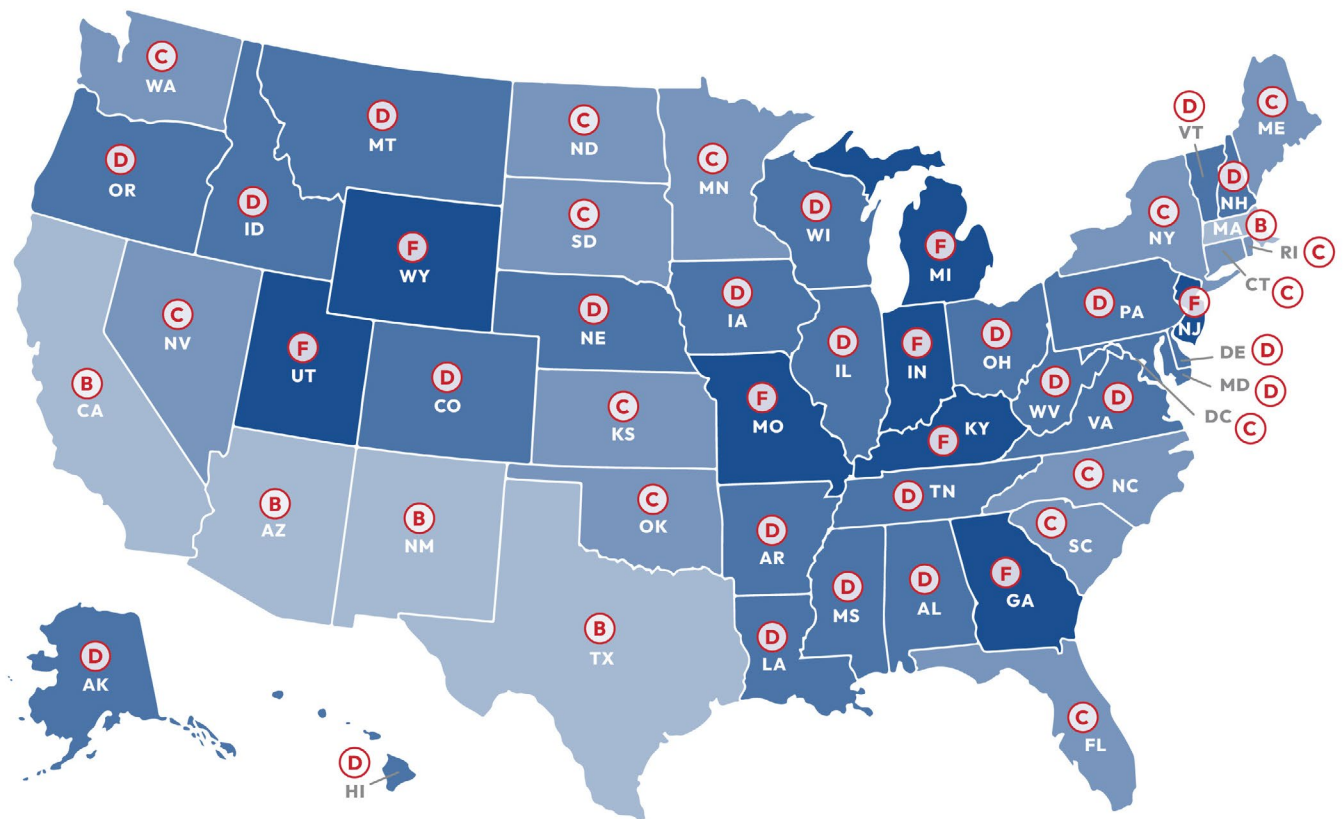 C
WA
D
OR
D
ID
D
MT
C
ND
C
MN
C
SD
F
WY
D
WI
F
MI
C
NV
F
UT
D
CO
D
NE
D
IA
D
IL
F
IN
D
OH
B
CA
C
KS
F
MO
F KY
D
WV
D
VA
D PA
C
NY
D
VT
D
NH
C
ME
MA B
RI C
CT C
F
NJ
DE D
MD D
DC C
B
AZ
B
NM
C
OK
D
AR
D TN
C NC
C
SC
B
TX
D
LA
D
MS
D
AL
F
GA
C
FL
D
AK
D
HI